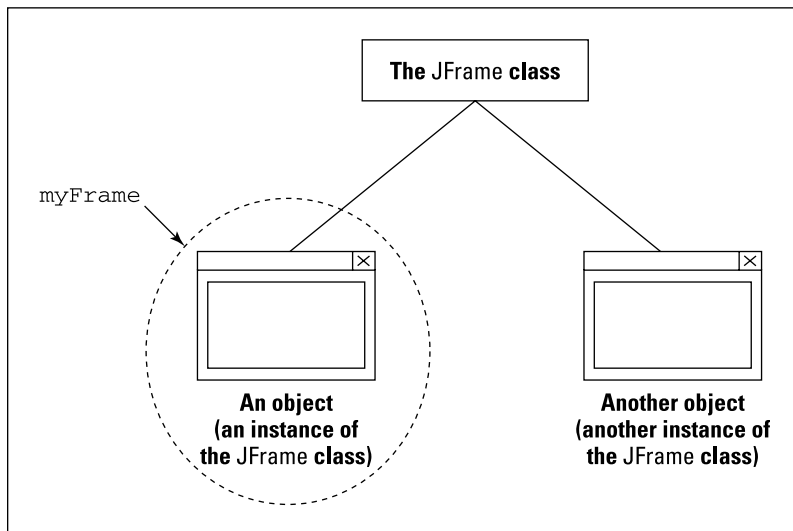 The JFrame class
myFrame
An object
(an instance of
the JFrame class)
Another object
(another instance of
the JFrame class)